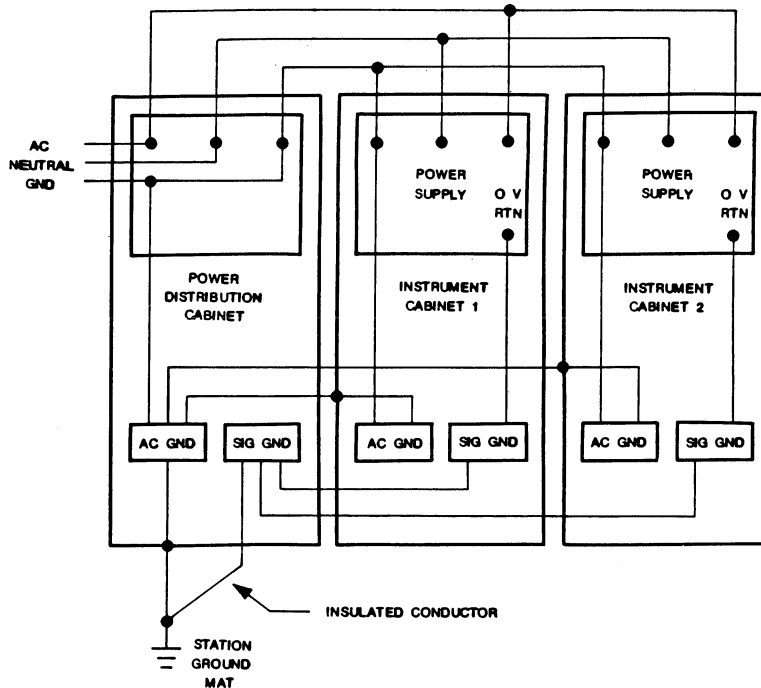 AC
NEUTRAL
GND
POWER
DISTRIBUTION
CABINET
POWER
SUPPLY
O V
RTN
INSTRUMENT
CABINET 1
POWER
SUPPLY
O V
RTN
INSTRUMENT
CABINET 2
AC GND
SIG GND
AC GND
SIG GND
AC GND
SIG GND
INSULATED CONDUCTOR
STATION
GROUND
MAT